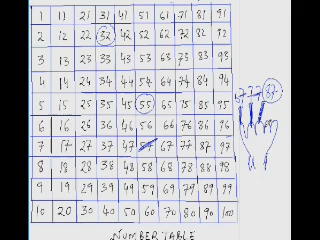 1 11 21 31 41 51 61 71 81 91
2 12 22 32 42 52 62 72 82 92
3 13 23 33 43 53 63 73 83 93
4 14 24 34 44 54 64 74 84 94
5 15 25 35 45 55 65 75 85 95
6 16 26 36 46 56 66 76 86 96
7 17 27 37 47 67 77 87 97
8 18 28 38 48 58 68 78 88 98
9 19 29 39 49 59 69 79 89 99
10 20 30 40 50 60 70 80 90 100
87
NUMBER TABLE